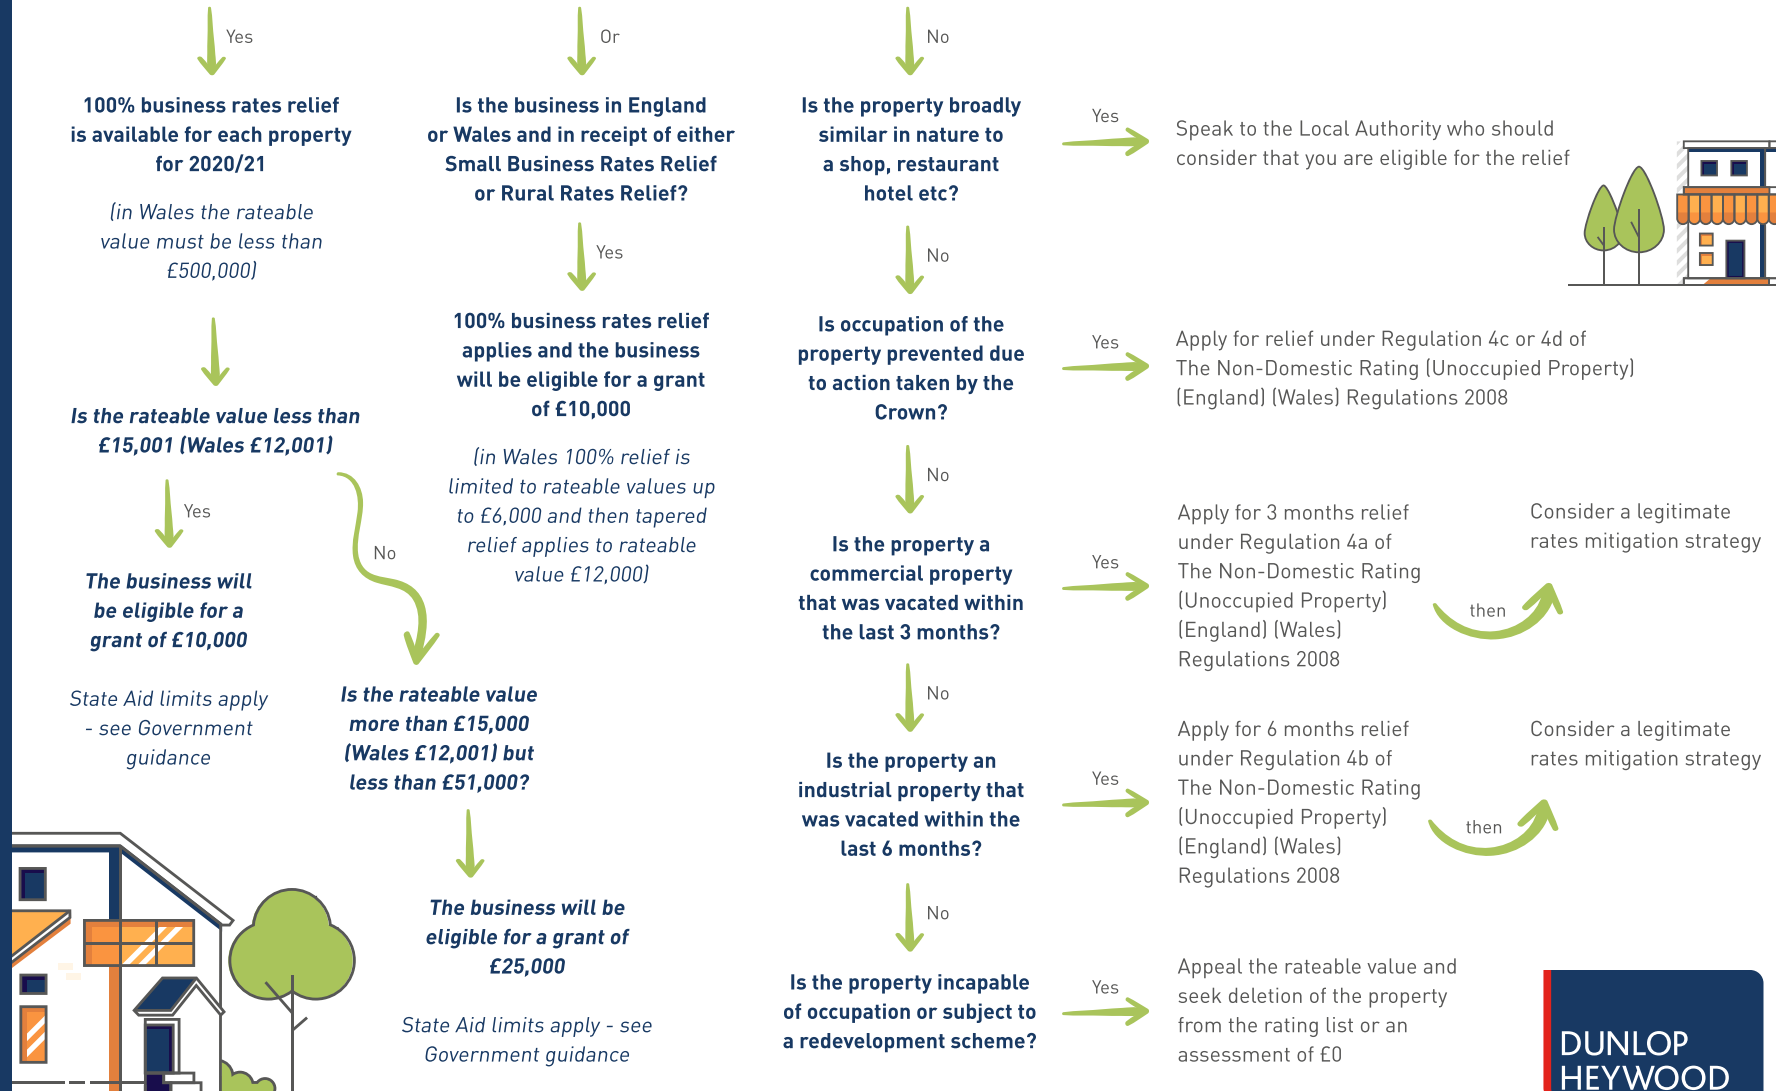 Yes
100% business rates relief
is available for each property
for 2020/21
(in Wales the rateable
value must be less than
£500,000)
Is the rateable value less than
£15,001 (Wales £12,001)
Yes
The business will
be eligible for a
grant of £10,000
State Aid limits apply
- see Government
guidance
No
Is the rateable value
more than £15,000
(Wales £12,001) but
less than £51,000?
The business will be
eligible for a grant of
£25,000
State Aid limits apply - see
Government guidance
Or
Is the business in England
or Wales and in receipt of either
Small Business Rates Relief
or Rural Rates Relief?
Yes
100% business rates relief
applies and the business
will be eligible for a grant
of £10,000
(in Wales 100% relief is
limited to rateable values up
to £6,000 and then tapered
relief applies to rateable
value £12,000)
No
Is the property broadly
similar in nature to
a shop, restaurant
hotel etc?
Yes
Speak to the Local Authority who should
consider that you are eligible for the relief
No
Is occupation of the
property prevented due
to action taken by the
Crown?
Yes
Apply for relief under Regulation 4c or 4d of
The Non-Domestic Rating (Unoccupied Property)
(England) (Wales) Regulations 2008
No
Is the property a
commercial property
that was vacated within
the last 3 months?
Yes
Apply for 3 months relief
under Regulation 4a of
The Non-Domestic Rating
(Unoccupied Property)
(England) (Wales)
Regulations 2008
then
Consider a legitimate
rates mitigation strategy
No
Is the property an
industrial property that
was vacated within the
last 6 months?
Yes
Apply for 6 months relief
under Regulation 4b of
The Non-Domestic Rating
(Unoccupied Property)
(England) (Wales)
Regulations 2008
then
Consider a legitimate
rates mitigation strategy
No
Is the property incapable
of occupation or subject to
a redevelopment scheme?
Yes
Appeal the rateable value and
seek deletion of the property
from the rating list or an
assessment of £0
DUNLOP
HEYWOOD